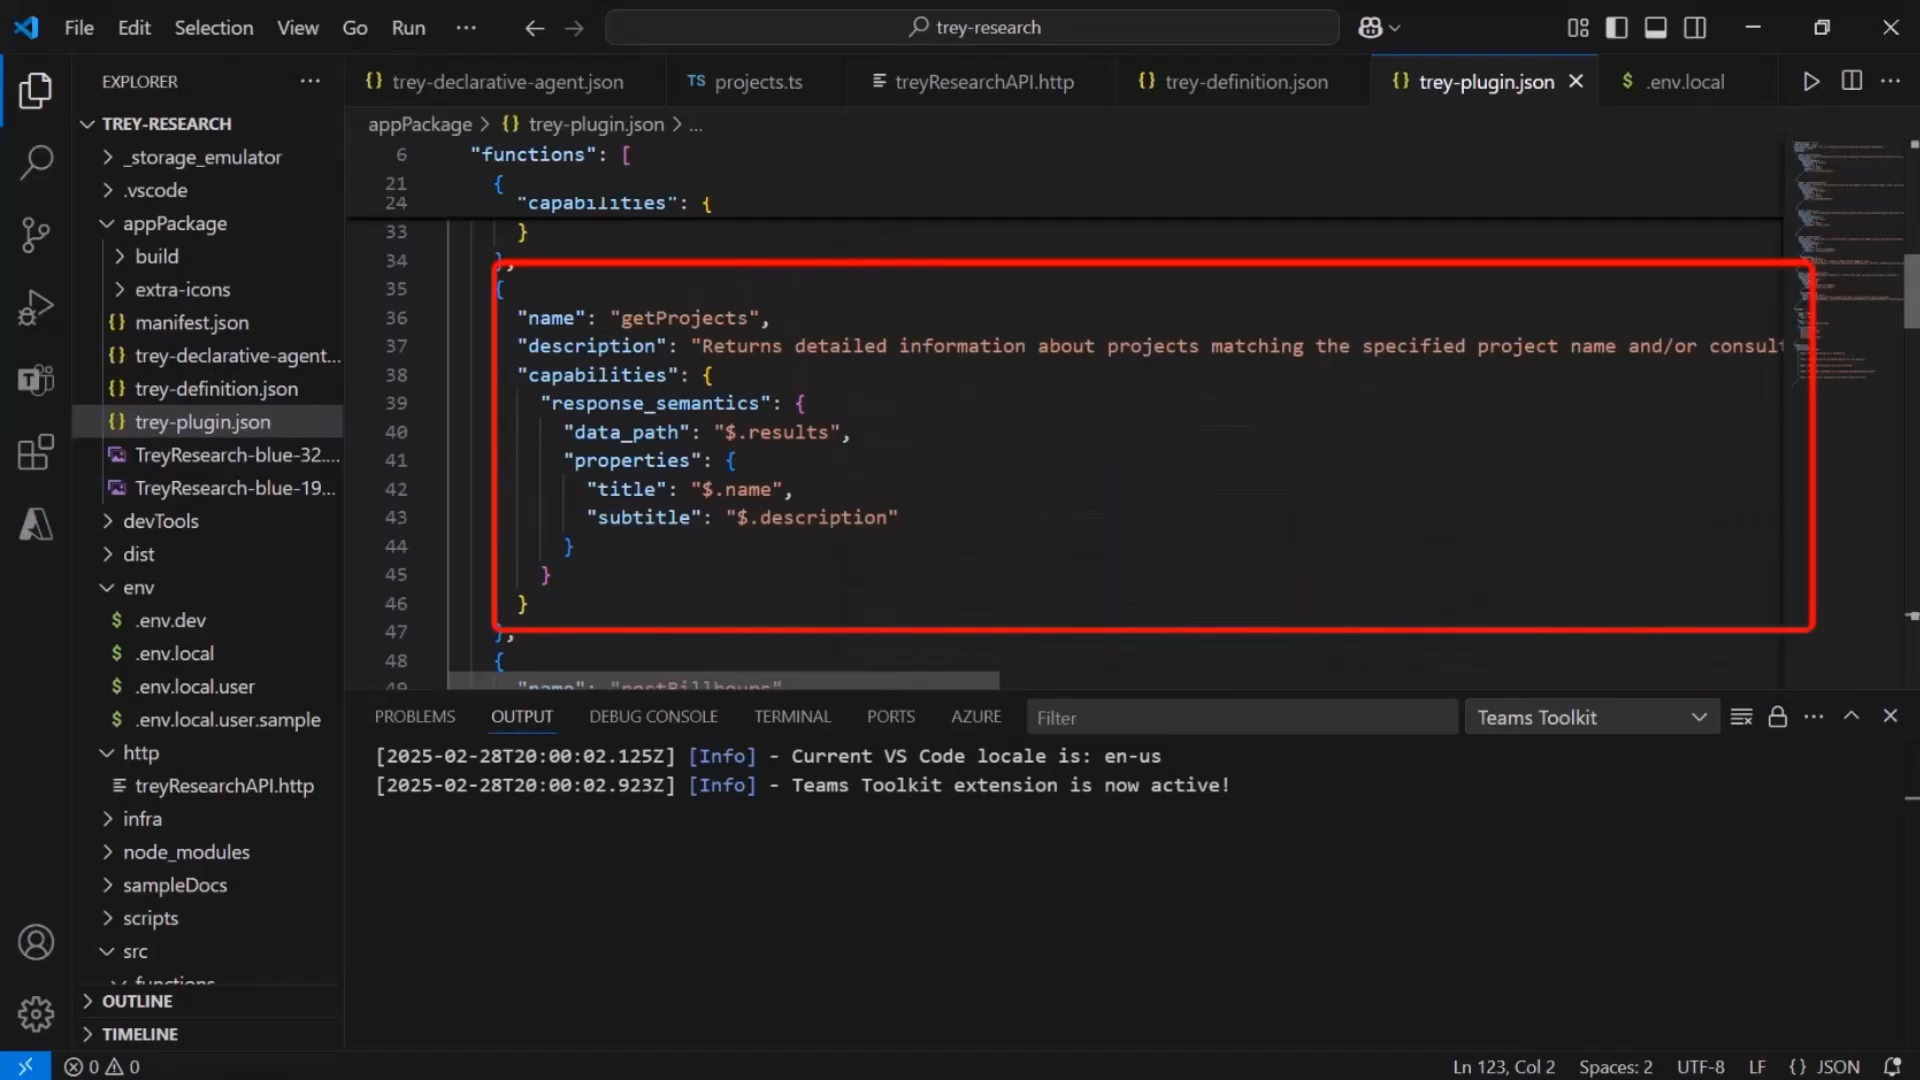 File Edit Selection View Go Run ··· trey-research
EXPLORER ···
TREY-RESEARCH
_storage_emulator
.vscode
appPackage
build
extra-icons
manifest.json
trey-declarative-agent...
trey-definition.json
trey-plugin.json
TreyResearch-blue-32....
TreyResearch-blue-19...
devTools
dist
env
.env.dev
.env.local
.env.local.user
.env.local.user.sample
http
treyResearchAPI.http
infra
node_modules
sampleDocs
scripts
src
functions
OUTLINE
TIMELINE
{} trey-declarative-agent.json TS projects.ts treyResearchAPI.http {} trey-definition.json {} trey-plugin.json $ .env.local
appPackage > {} trey-plugin.json > ...
6 "functions": [
21 {
24 "capabilities": {
33 }
34 },
35 {
36 "name": "getProjects",
37 "description": "Returns detailed information about projects matching the specified project name and/or consult
38 "capabilities": {
39 "response_semantics": {
40 "data_path": "$.results",
41 "properties": {
42 "title": "$.name",
43 "subtitle": "$.description"
44 }
45 }
46 }
47 },
48 {
49 "name": "postBillhours"
PROBLEMS OUTPUT DEBUG CONSOLE TERMINAL PORTS AZURE Filter Teams Toolkit
[2025-02-28T20:00:02.125Z] [Info] - Current VS Code locale is: en-us
[2025-02-28T20:00:02.923Z] [Info] - Teams Toolkit extension is now active!
0 0 Ln 123, Col 2 Spaces: 2 UTF-8 LF {} JSON